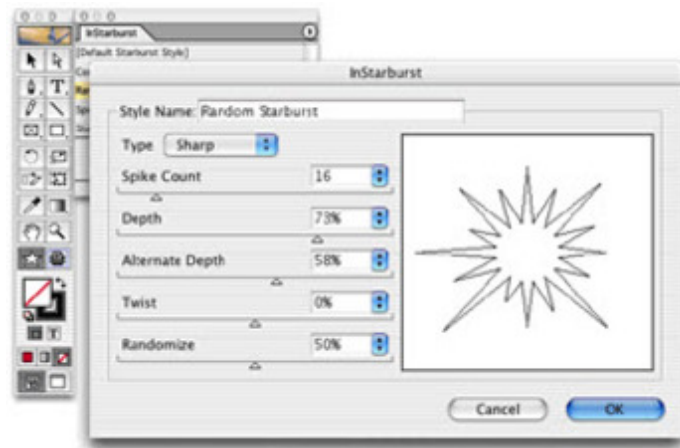 InStarburst
[Default Starburst Style]
InStarburst
Style Name: Random Starburst
Type Sharp
Spike Count 16
Depth 73%
Alternate Depth 58%
Twist 0%
Randomize 50%
Cancel OK
T
T